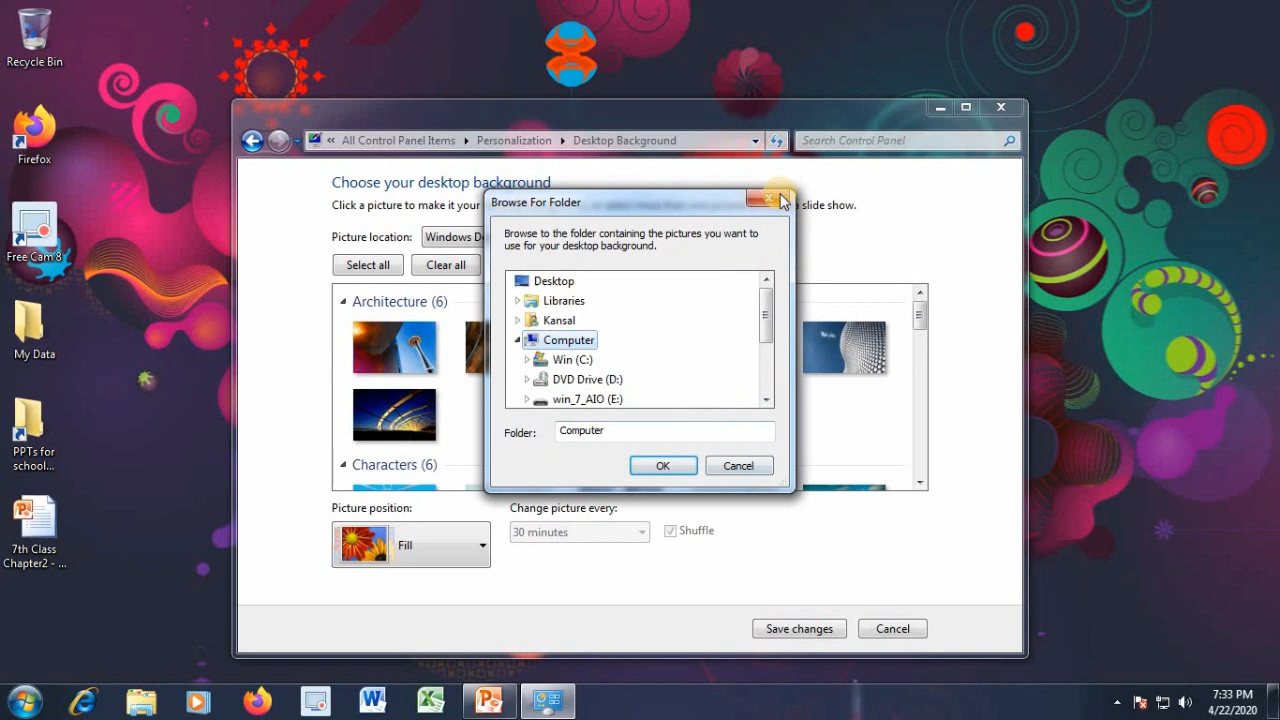 Recycle Bin
Firefox
Free Cam 8
My Data
PPTs for
school...
7th Class
Chapter2 - ...
« All Control Panel Items Personalization Desktop Background
Search Control Panel
Choose your desktop background
Click a picture to make it your slide show.
Picture location: Windows D
Select all Clear all
Architecture (6)
Characters (6)
Browse For Folder
Browse to the folder containing the pictures you want to
use for your desktop background.
Desktop
Libraries
Kansal
Computer
Win (C:)
DVD Drive (D:)
win_7_AIO (E:)
Folder: Computer
OK Cancel
Picture position: Change picture every:
Fill 30 minutes Shuffle
Save changes Cancel
7:33 PM
4/22/2020